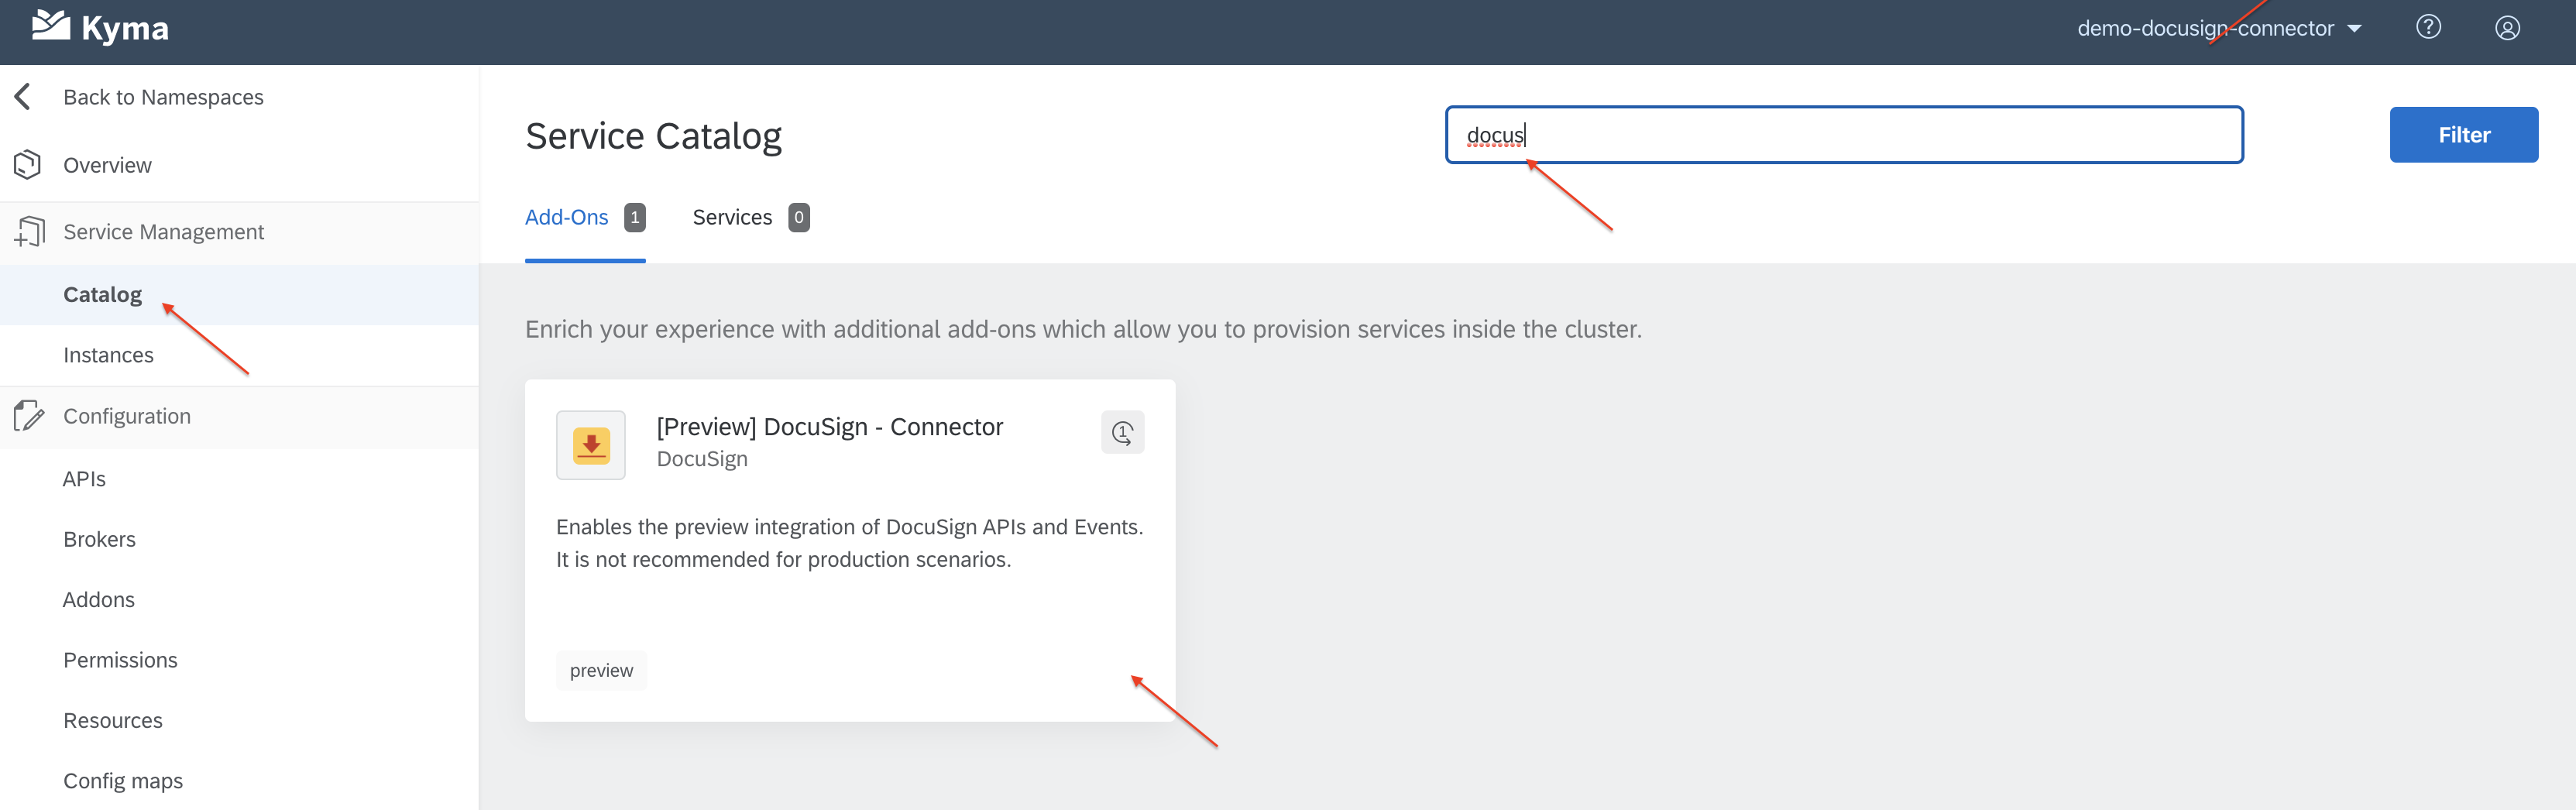 Kyma
demo-docusign-connector
Back to Namespaces
Overview
Service Management
Catalog
Instances
Configuration
APIs
Brokers
Addons
Permissions
Resources
Config maps
Service Catalog
docus
Filter
Add-Ons 1 Services 0
Enrich your experience with additional add-ons which allow you to provision services inside the cluster.
[Preview] DocuSign - Connector
1
DocuSign
Enables the preview integration of DocuSign APIs and Events.
It is not recommended for production scenarios.
preview